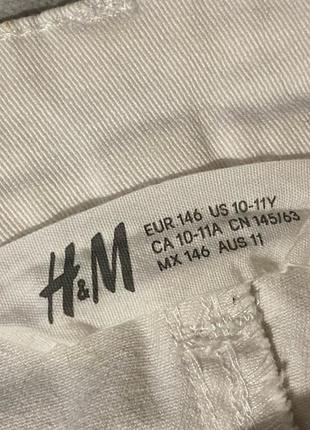 H&M
EUR 146 US 10-11Y
CA 10-11A CN 145/63
MX 146 AUS 11